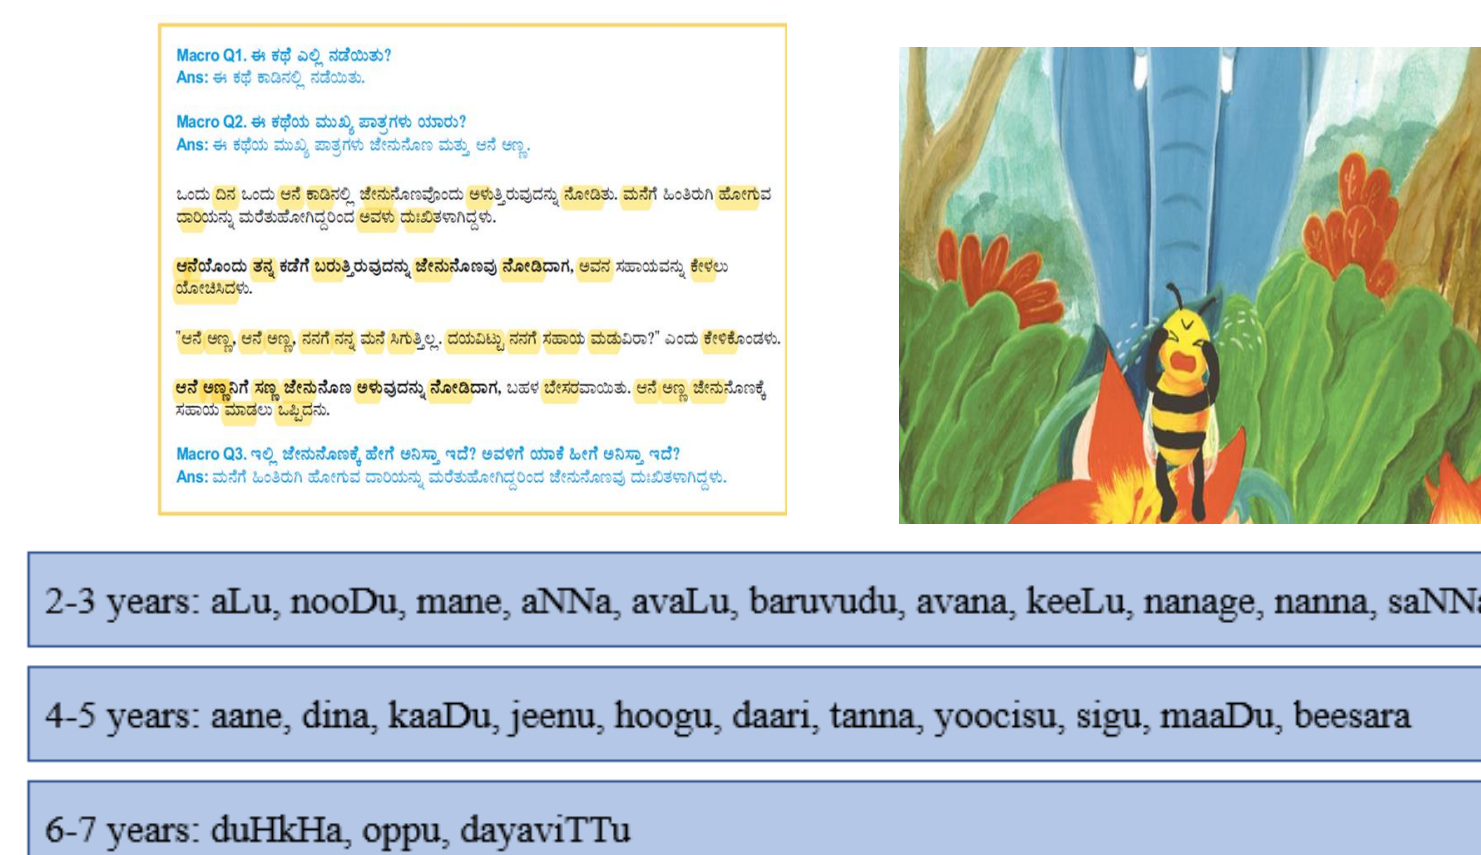 Macro Q1. ಈ ಕಥೆ ಎಲ್ಲಿ ನಡೆಯಿತು?
Ans: ಈ ಕಥೆ ಕಾಡಿನಲ್ಲಿ ನಡೆಯಿತು.
Macro Q2. ಈ ಕಥೆಯ ಮುಖ್ಯ ಪಾತ್ರಗಳು ಯಾರು?
Ans: ಈ ಕಥೆಯ ಮುಖ್ಯ ಪಾತ್ರಗಳು ಜೇನುನೊಣ ಮತ್ತು ಆನೆ ಅಣ್ಣ.
ಒಂದು ದಿನ ಒಂದು ಆನೆ ಕಾಡಿನಲ್ಲಿ ಜೇನುನೊಣವೊಂದು ಅಳುತ್ತಿರುವುದನ್ನು ನೋಡಿತು. ಮನೆಗೆ ಹಿಂತಿರುಗಿ ಹೋಗುವ
ದಾರಿಯನ್ನು ಮರೆತುಹೋಗಿದ್ದರಿಂದ ಅವಳು ದುಃಖಿತಳಾಗಿದ್ದಳು.
ಆನೆಯೊಂದು ತನ್ನ ಕಡೆಗೆ ಬರುತ್ತಿರುವುದನ್ನು ಜೇನುನೊಣವು ನೋಡಿದಾಗ, ಅವನ ಸಹಾಯವನ್ನು ಕೇಳಲು
ಯೋಚಿಸಿದಳು.
"ಆನೆ ಅಣ್ಣ, ಆನೆ ಅಣ್ಣ, ನನಗೆ ನನ್ನ ಮನೆ ಸಿಗುತ್ತಿಲ್ಲ. ದಯವಿಟ್ಟು ನನಗೆ ಸಹಾಯ ಮಡುವಿರಾ?" ಎಂದು ಕೇಳಿಕೊಂಡಳು.
ಆನೆ ಅಣ್ಣನಿಗೆ ಸಣ್ಣ ಜೇನುನೊಣ ಅಳುವುದನ್ನು ನೋಡಿದಾಗ, ಬಹಳ ಬೇಸರವಾಯಿತು. ಆನೆ ಅಣ್ಣ ಜೇನುನೊಣಕ್ಕೆ
ಸಹಾಯ ಮಾಡಲು ಒಪ್ಪಿದನು.
Macro Q3. ಇಲ್ಲಿ ಜೇನುನೊಣಕ್ಕೆ ಹೇಗೆ ಅನಿಸ್ತಾ ಇದೆ? ಅವಳಿಗೆ ಯಾಕೆ ಹೀಗೆ ಅನಿಸ್ತಾ ಇದೆ?
Ans: ಮನೆಗೆ ಹಿಂತಿರುಗಿ ಹೋಗುವ ದಾರಿಯನ್ನು ಮರೆತುಹೋಗಿದ್ದರಿಂದ ಜೇನುನೊಣವು ದುಃಖಿತಳಾಗಿದ್ದಳು.
2-3 years: aLu, nooDu, mane, aNNa, avaLu, baruvudu, avana, keeLu, nanage, nanna,
4-5 years: aane, dina, kaaDu, jeenu, hoogu, daari, tanna, yoocisu, sigu, maaDu, beesara
6-7 years: duHkHa, oppu, dayaviTTu